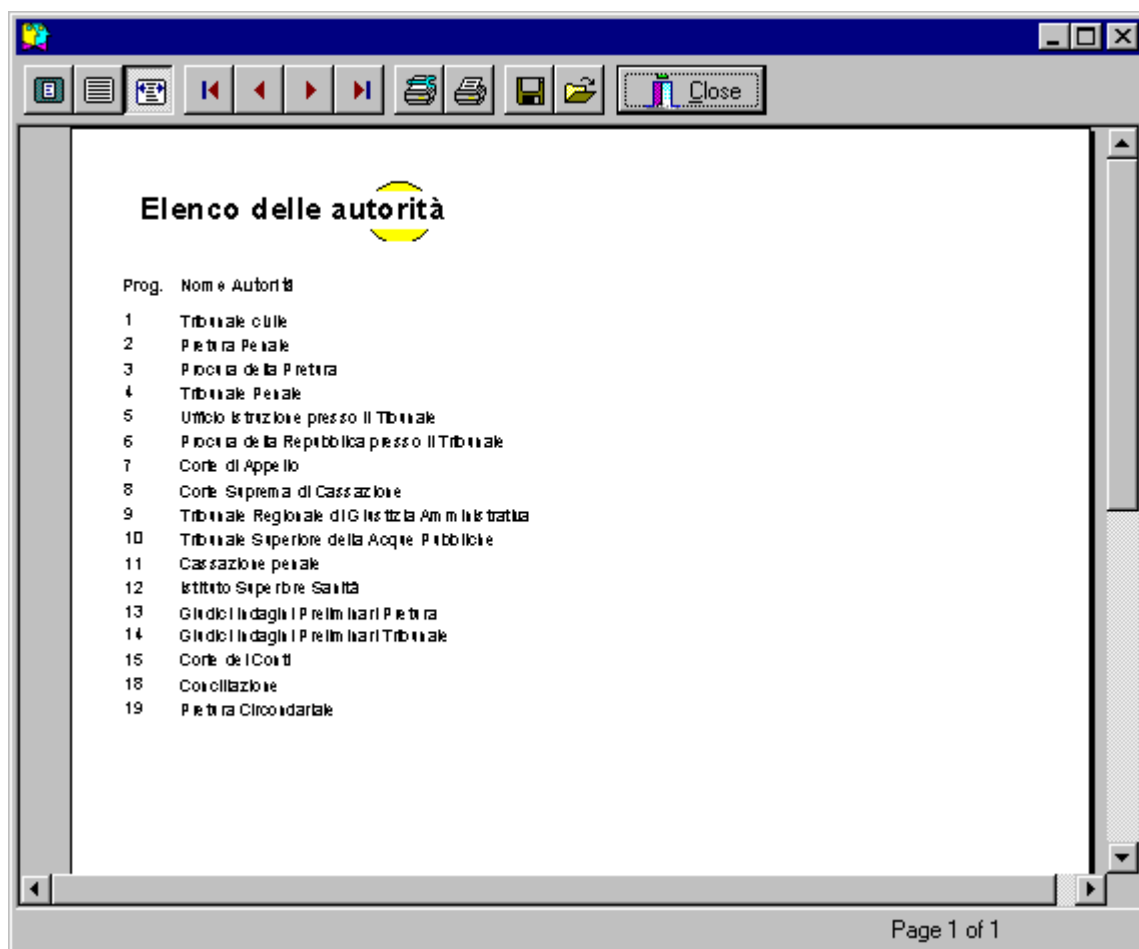 Close
Elenco delle autorità
Prog. Nome Autorità
1 Tribunale civile
2 Pretura Penale
3 Procura della Pretura
4 Tribunale Penale
5 Ufficio istruzione presso il Tibunale
6 Procura della Repubblica presso il Tribunale
7 Corte di Appello
8 Corte Suprema di Cassazione
9 Tribunale Regionale di Giustizia Amministrativa
10 Tribunale Superiore della Acque Pubbliche
11 Cassazione penale
12 Istituto Superiore Sanità
13 Giudici Indagini Preliminari Pretura
14 Giudici Indagini Preliminari Tribunale
15 Corte dei Conti
18 Conciliazione
19 Pretura Circondariale
Page 1 of 1